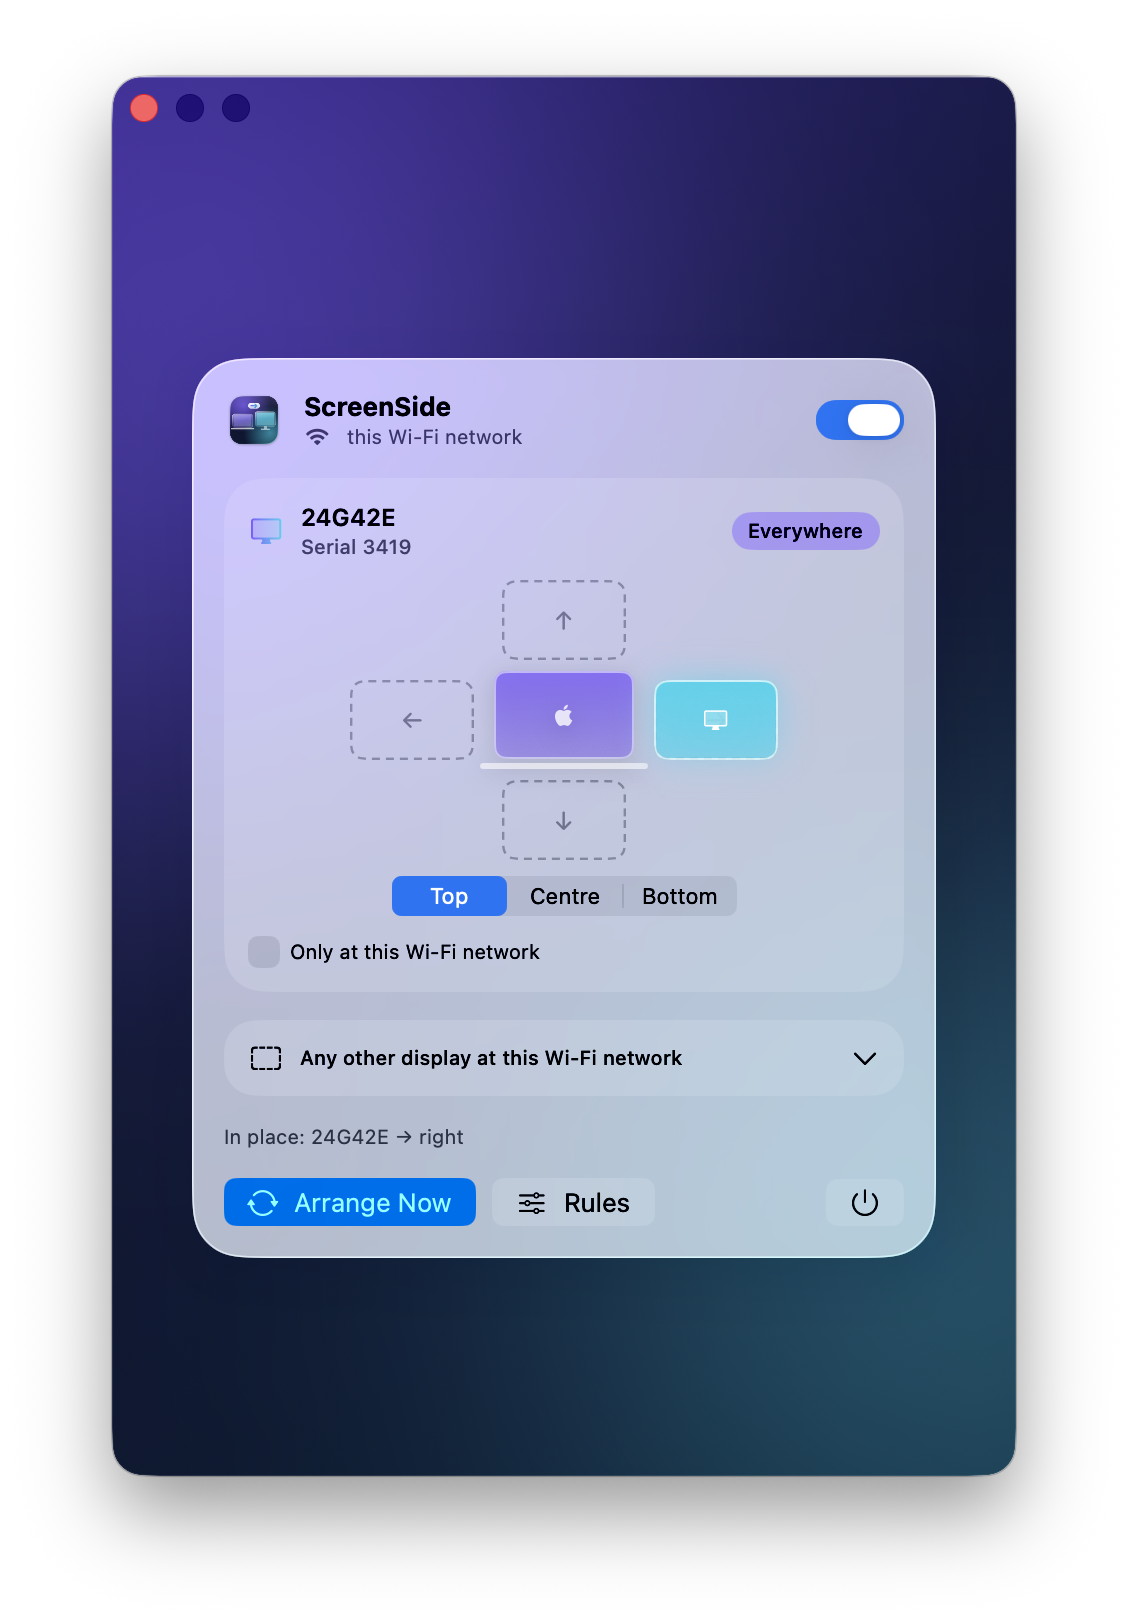 ScreenSide
this Wi-Fi network
24G42E
Serial 3419
Everywhere
Top Centre Bottom
Only at this Wi-Fi network
Any other display at this Wi-Fi network
In place: 24G42E → right
Arrange Now Rules